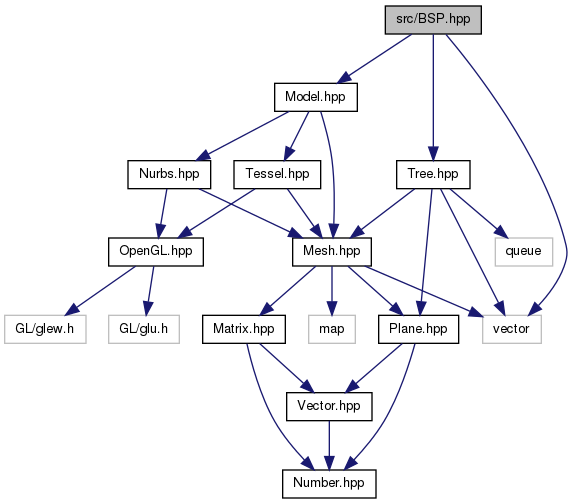 src/BSP.hpp
Model.hpp
Nurbs.hpp
Tessel.hpp
Tree.hpp
OpenGL.hpp
Mesh.hpp
queue
GL/glew.h
GL/glu.h
Matrix.hpp
map
Plane.hpp
vector
Vector.hpp
Number.hpp